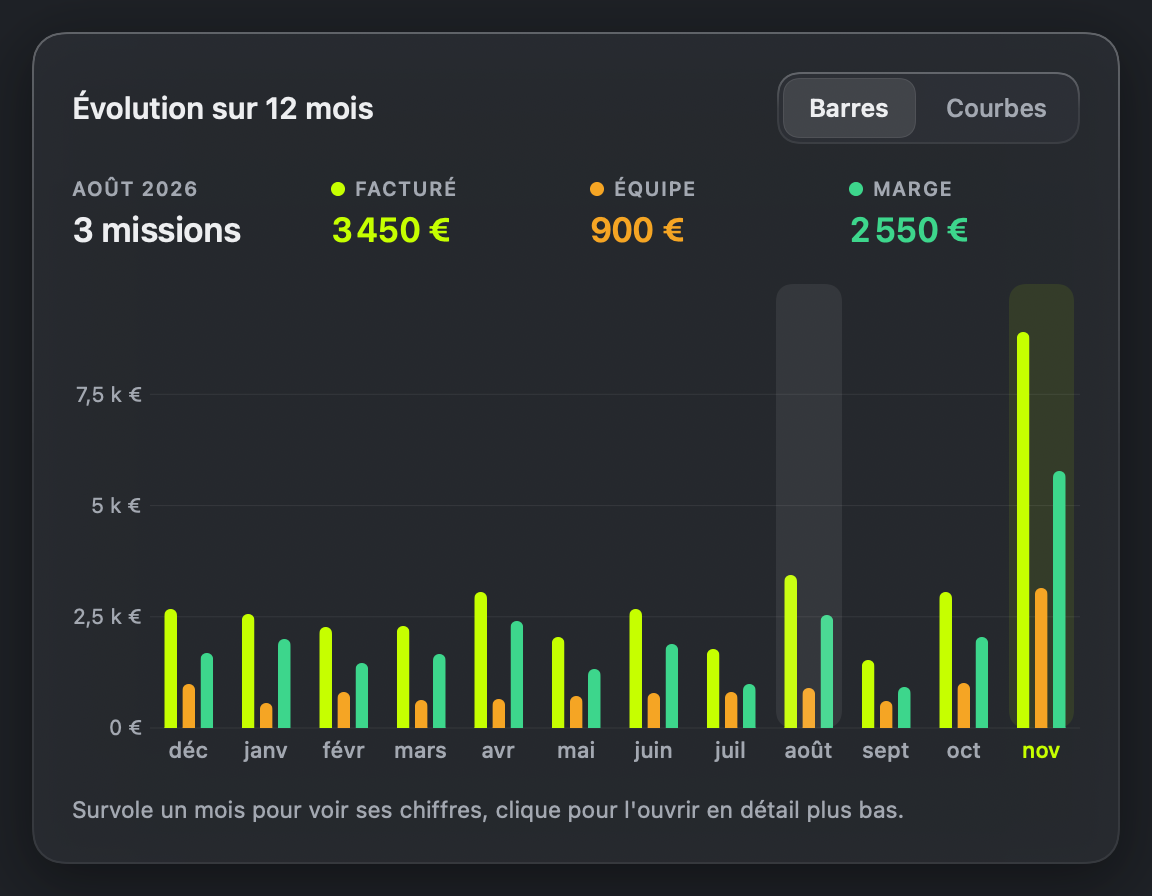 Évolution sur 12 mois
Barres
Courbes
AOÛT 2026
3 missions
FACTURÉ
3 450 €
ÉQUIPE
900 €
MARGE
2 550 €
7,5 k €
5 k €
2,5 k €
0 €
déc janv févr mars avr mai juin juil août sept oct nov
Survole un mois pour voir ses chiffres, clique pour l'ouvrir en détail plus bas.